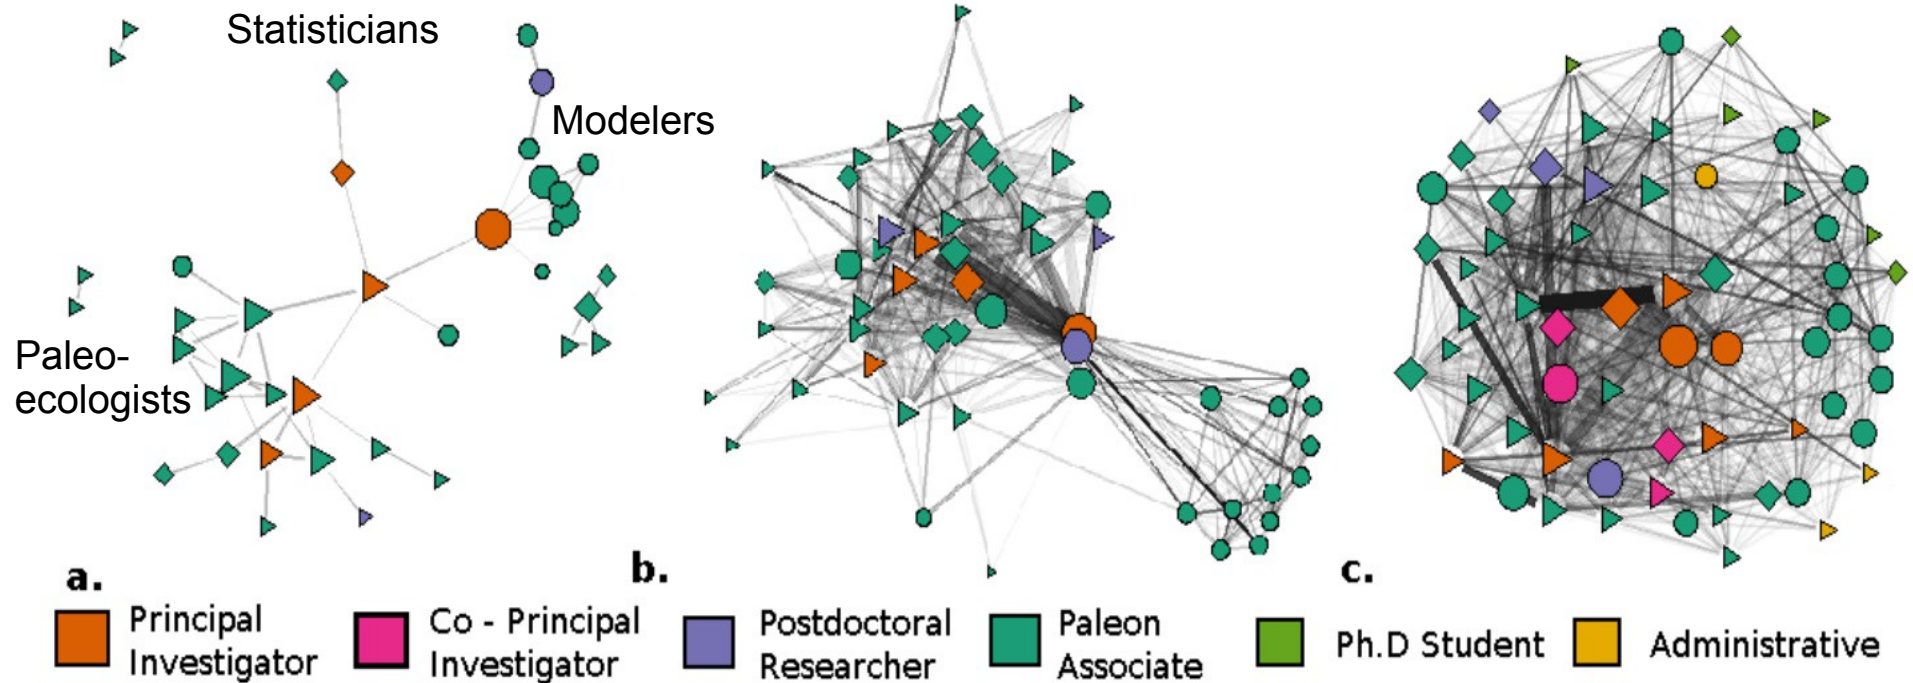 Statisticians
Modelers
Paleo-
ecologists
a.
b.
c.
Principal
Investigator
Co - Principal
Investigator
Postdoctoral
Researcher
Paleon
Associate
Ph.D Student
Administrative